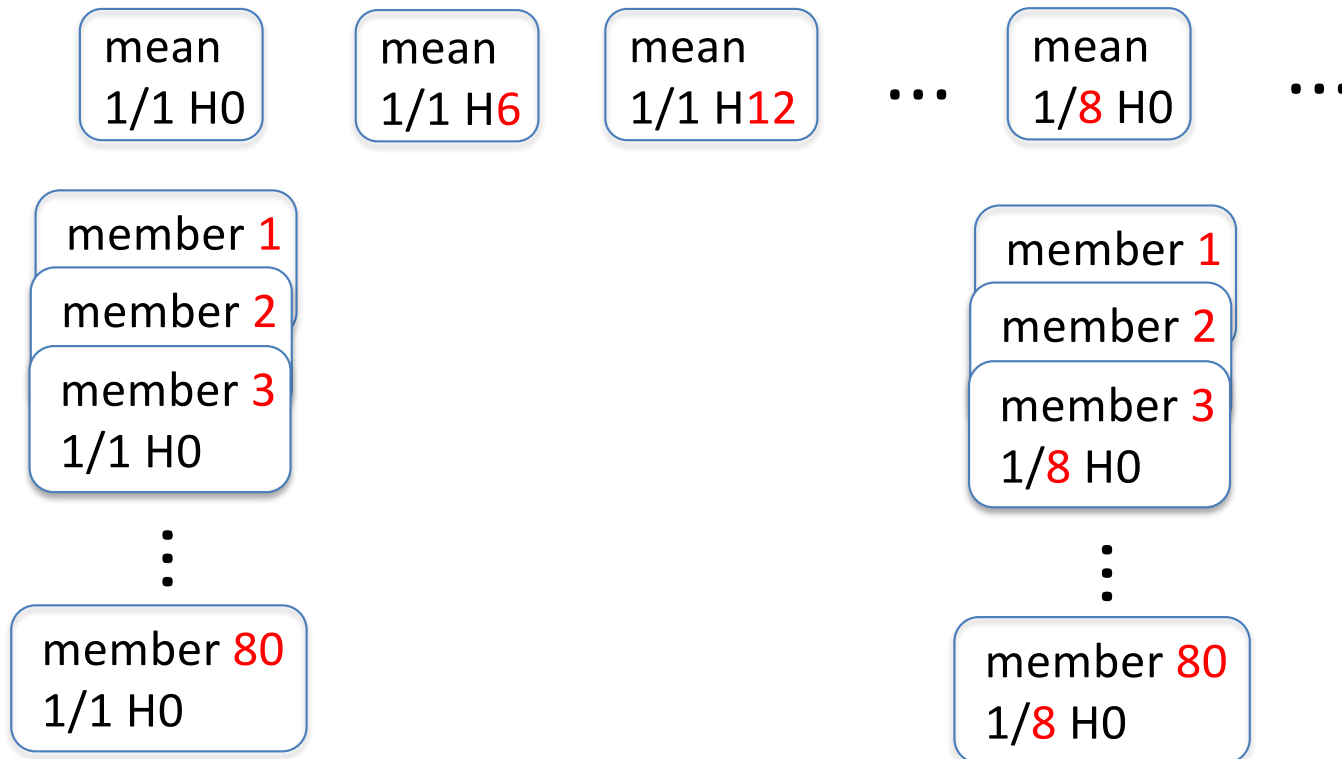 mean
1/1 H0
mean
1/1 H6
mean
1/1 H12
...
mean
1/8 H0
...
member 1
member 2
member 3
1/1 H0
⋮
member 80
1/1 H0
member 1
member 2
member 3
1/8 H0
⋮
member 80
1/8 H0